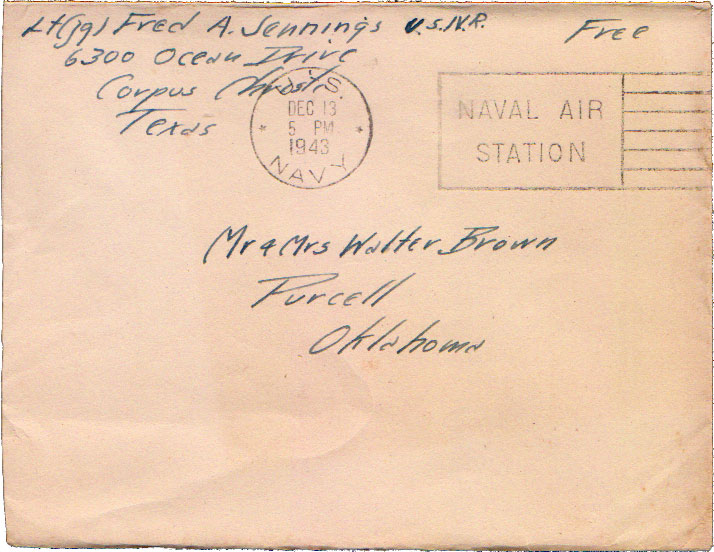 Lt(jg) Fred A. Jennings U.S.N.R.
Free
6300 Ocean Drive
Corpus Christi
Texas
U.S.
DEC 13
5 PM
1943
NAVY
NAVAL AIR
STATION
Mr & Mrs Walter Brown
Purcell
Oklahoma